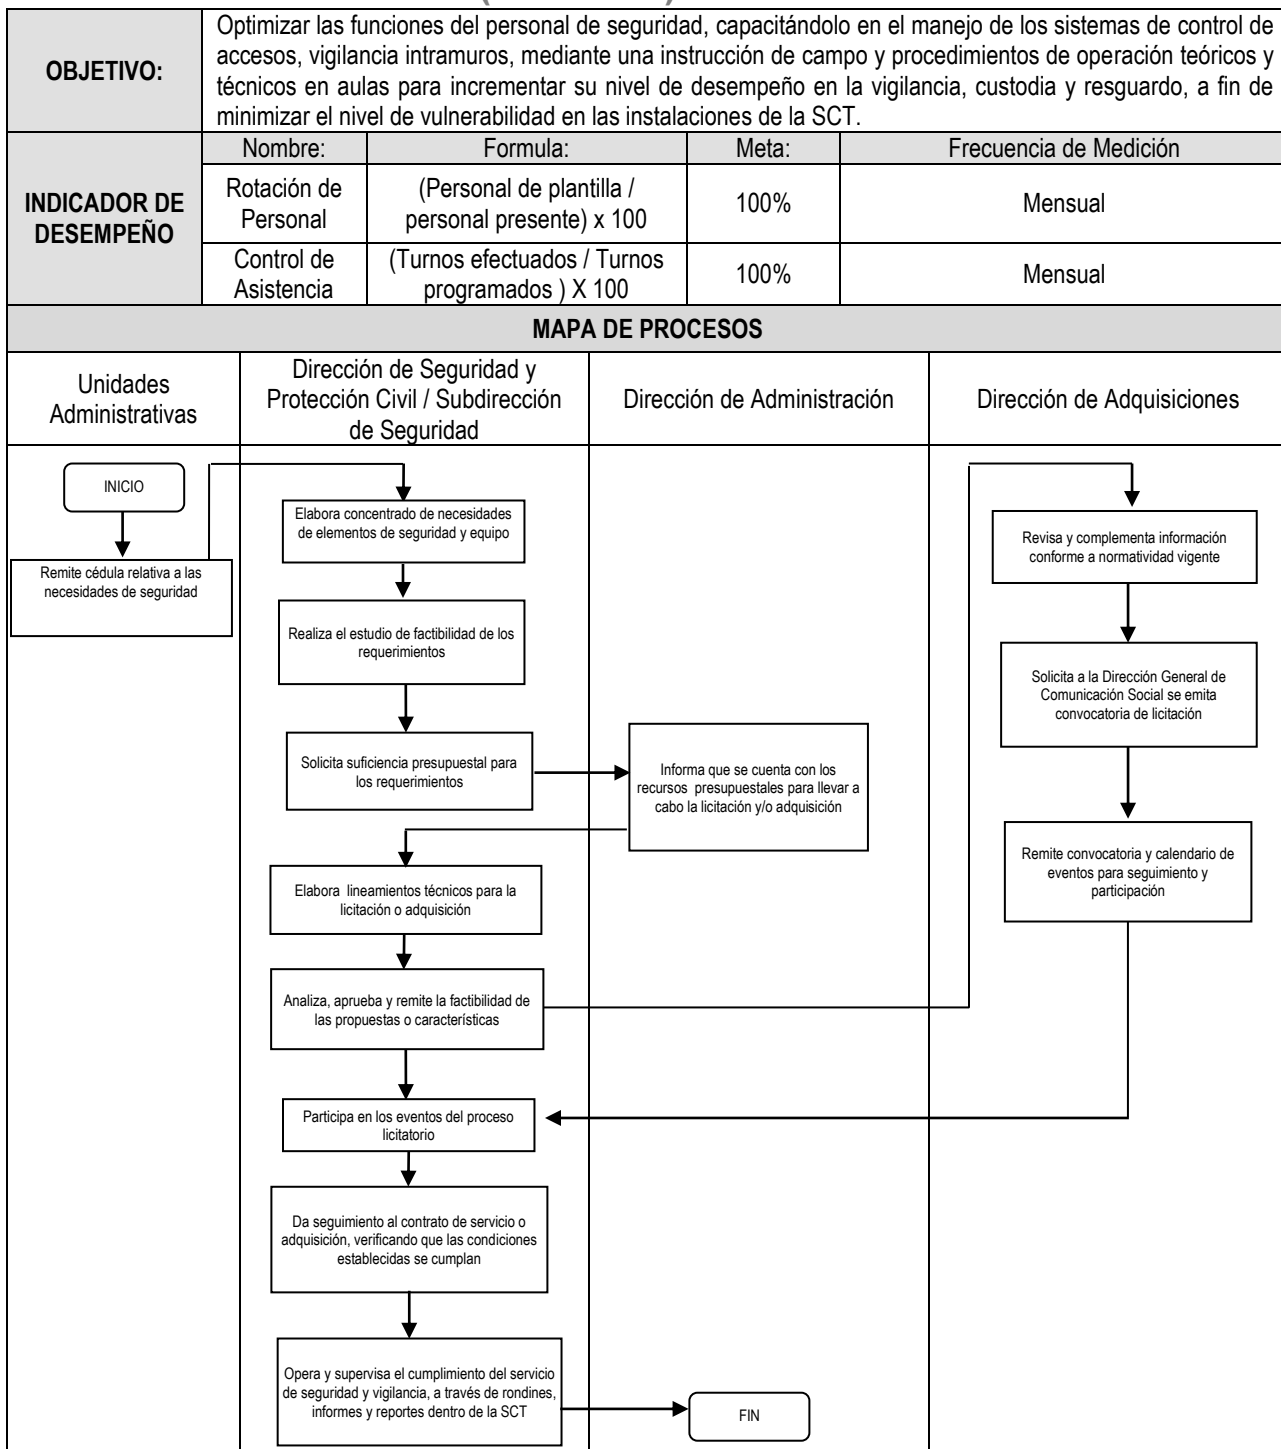 OBJETIVO:
Optimizar las funciones del personal de seguridad, capacitándolo en el manejo de los sistemas de control de
accesos, vigilancia intramuros, mediante una instrucción de campo y procedimientos de operación teóricos y
técnicos en aulas para incrementar su nivel de desempeño en la vigilancia, custodia y resguardo, a fin de
minimizar el nivel de vulnerabilidad en las instalaciones de la SCT.
INDICADOR DE
DESEMPEÑO
Nombre:
Formula:
Meta:
Frecuencia de Medición
Rotación de
Personal
(Personal de plantilla /
personal presente) x 100
100%
Mensual
Control de
Asistencia
(Turnos efectuados / Turnos
programados ) X 100
100%
Mensual
MAPA DE PROCESOS
Unidades
Administrativas
Dirección de Seguridad y
Protección Civil / Subdirección
de Seguridad
Dirección de Administración
Dirección de Adquisiciones
INICIO
Remite cédula relativa a las
necesidades de seguridad
Elabora concentrado de necesidades
de elementos de seguridad y equipo
Realiza el estudio de factibilidad de los
requerimientos
Solicita suficiencia presupuestal para
los requerimientos
Informa que se cuenta con los
recursos presupuestales para llevar a
cabo la licitación y/o adquisición
Elabora lineamientos técnicos para la
licitación o adquisición
Analiza, aprueba y remite la factibilidad de
las propuestas o características
Revisa y complementa información
conforme a normatividad vigente
Solicita a la Dirección General de
Comunicación Social se emita
convocatoria de licitación
Remite convocatoria y calendario de
eventos para seguimiento y
participación
Participa en los eventos del proceso
licitatorio
Da seguimiento al contrato de servicio o
adquisición, verificando que las condiciones
establecidas se cumplan
Opera y supervisa el cumplimiento del servicio
de seguridad y vigilancia, a través de rondines,
informes y reportes dentro de la SCT
FIN